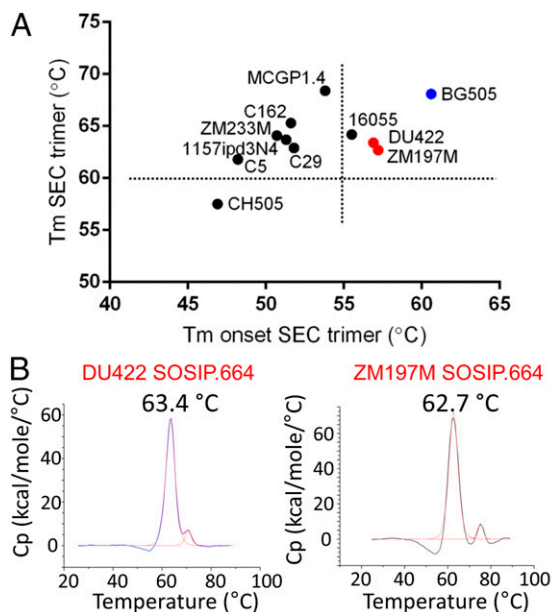 A
Tm SEC trimer (°C)
75
70
65
60
55
50
MCGP1.4
BG505
C162
16055
ZM233M
DU422
1157ipd3N4
ZM197M
C5
C29
CH505
40 45 50 55 60 65
Tm onset SEC trimer (°C)
B
DU422 SOSIP.664
63.4 °C
Cp (kcal/mole/°C)
60
40
20
0
20 40 60 80 100
Temperature (°C)
ZM197M SOSIP.664
62.7 °C
Cp (kcal/mole/°C)
60
40
20
0
20 40 60 80 100
Temperature (°C)